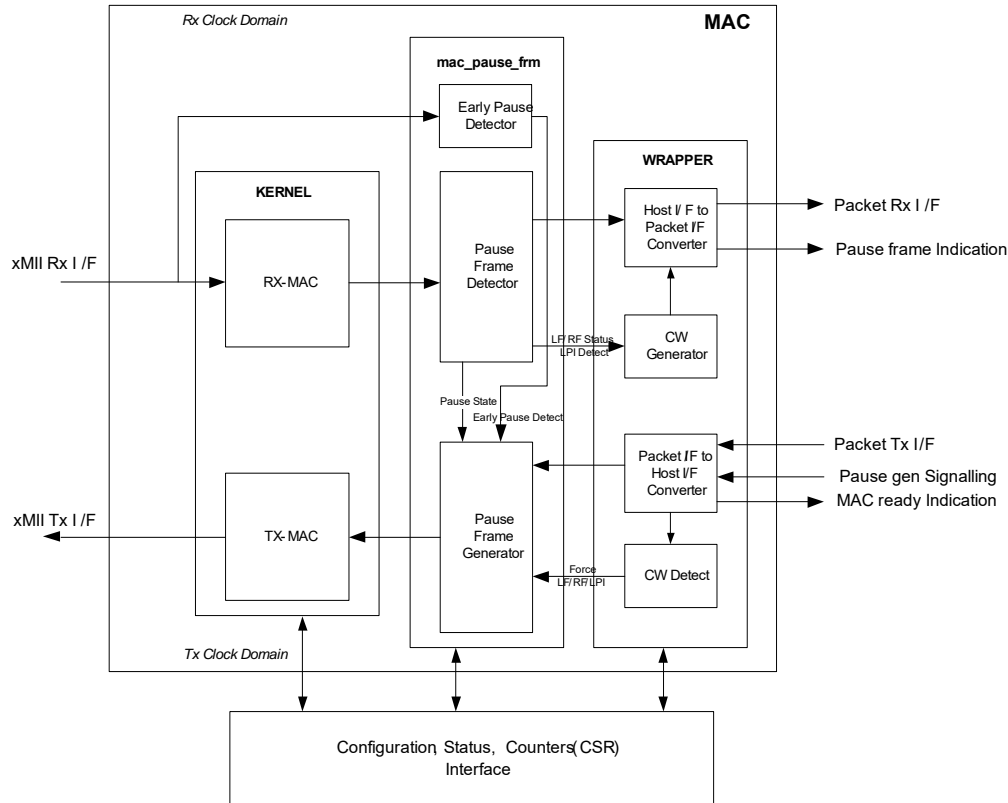 Rx Clock Domain
MAC
mac_pause_frm
Early Pause
Detector
WRAPPER
KERNEL
Host I/ F to
Packet I/F
Converter
Packet Rx I /F
Pause frame Indication
xMII Rx I /F
RX-MAC
Pause
Frame
Detector
LF/ RF Status
LPI Detect
CW
Generator
Pause State
Early Pause Detect
Packet I/F to
Host I/F
Converter
Packet Tx I/F
Pause gen Signalling
MAC ready Indication
xMII Tx I /F
TX-MAC
Pause
Frame
Generator
Force
LF/RF/LPI
CW Detect
Tx Clock Domain
Configuration, Status, Counters(CSR)
Interface